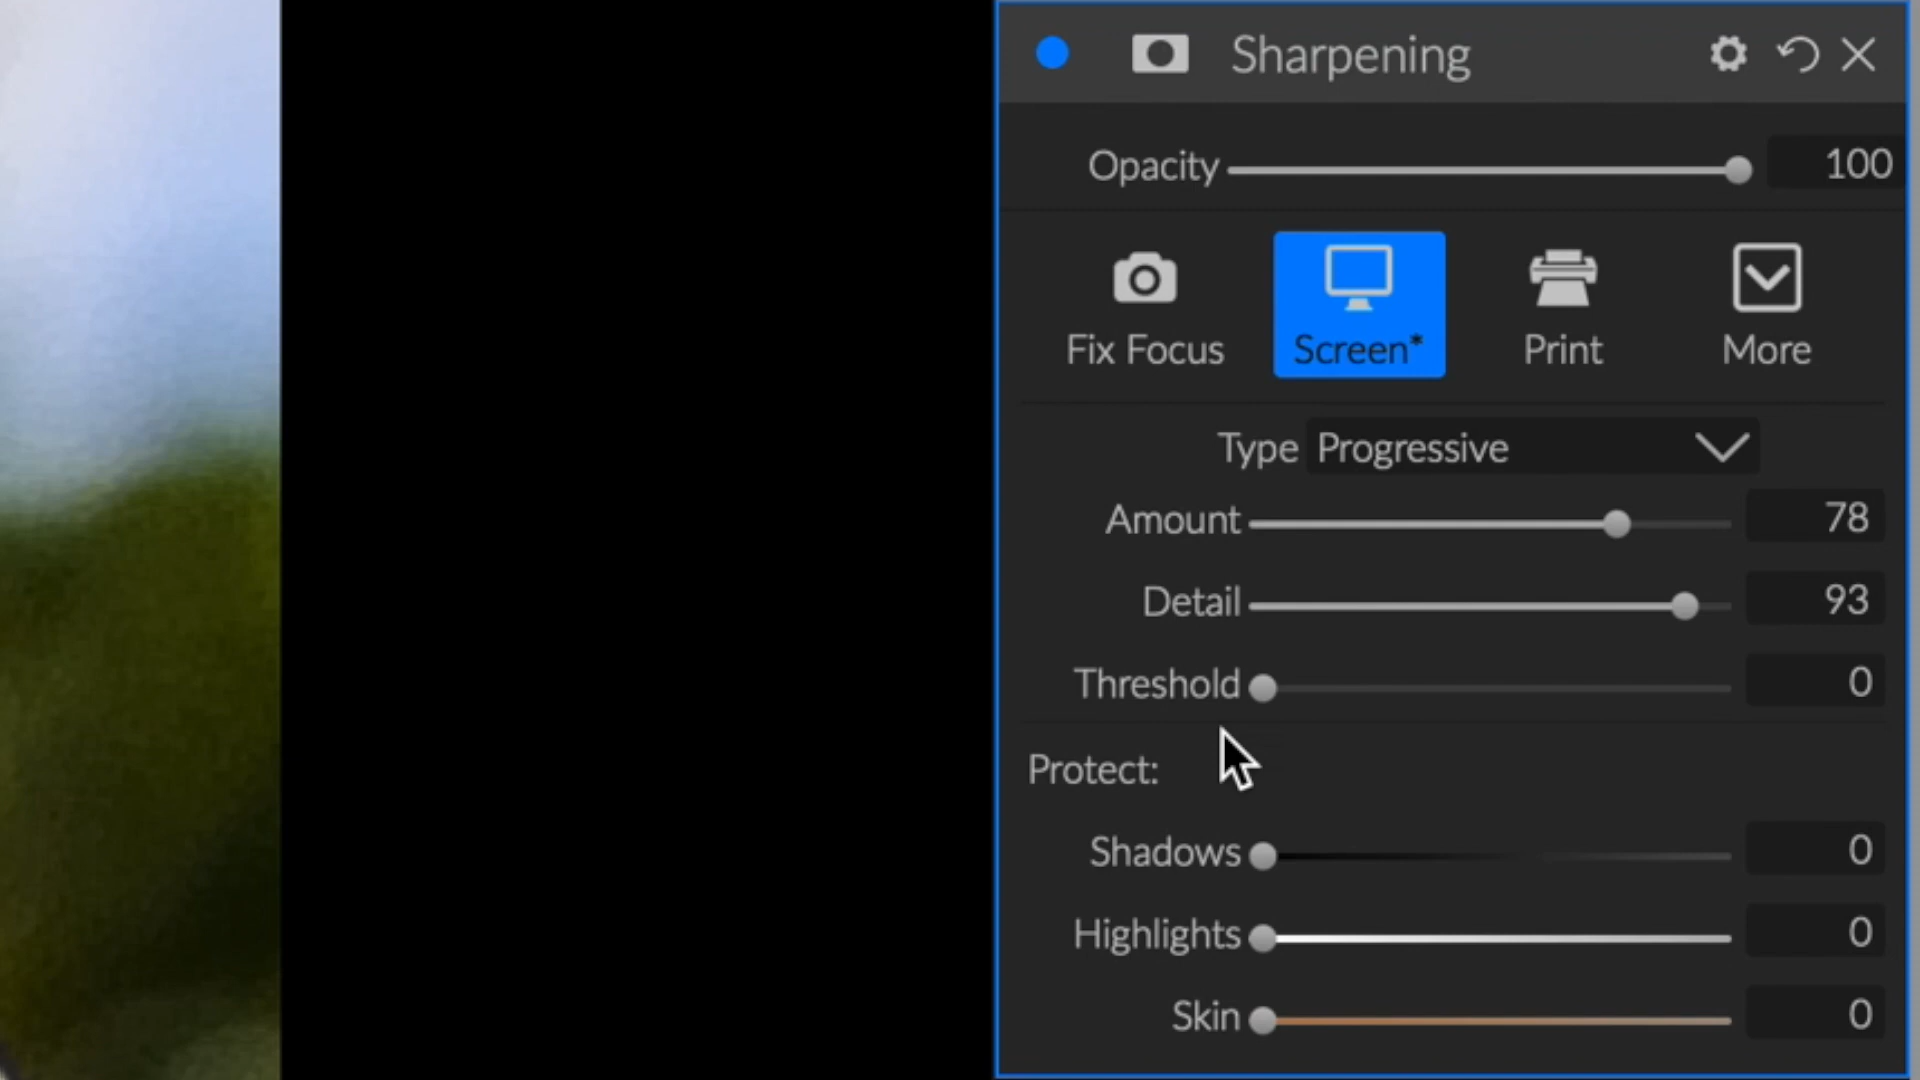 Sharpening
Opacity 100
Fix Focus Screen* Print More
Type Progressive
Amount 78
Detail 93
Threshold 0
Protect:
Shadows 0
Highlights 0
Skin 0